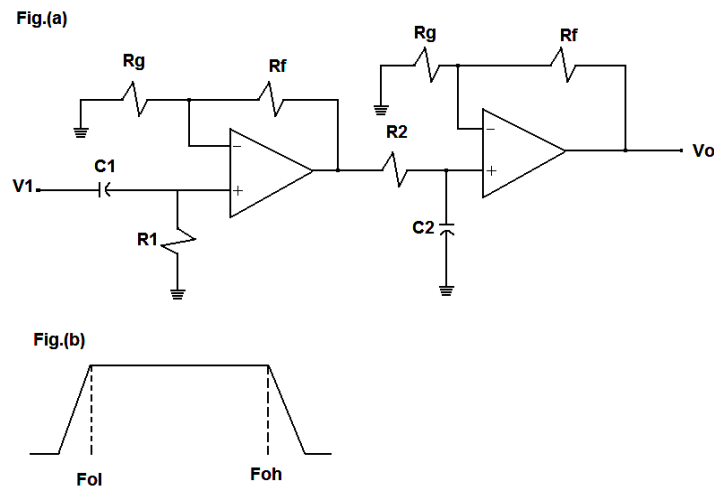 Fig.(a)
Rg
Rf
Rg
Rf
C1
V1
R1
R2
C2
Vo
Fig.(b)
Fol
Foh